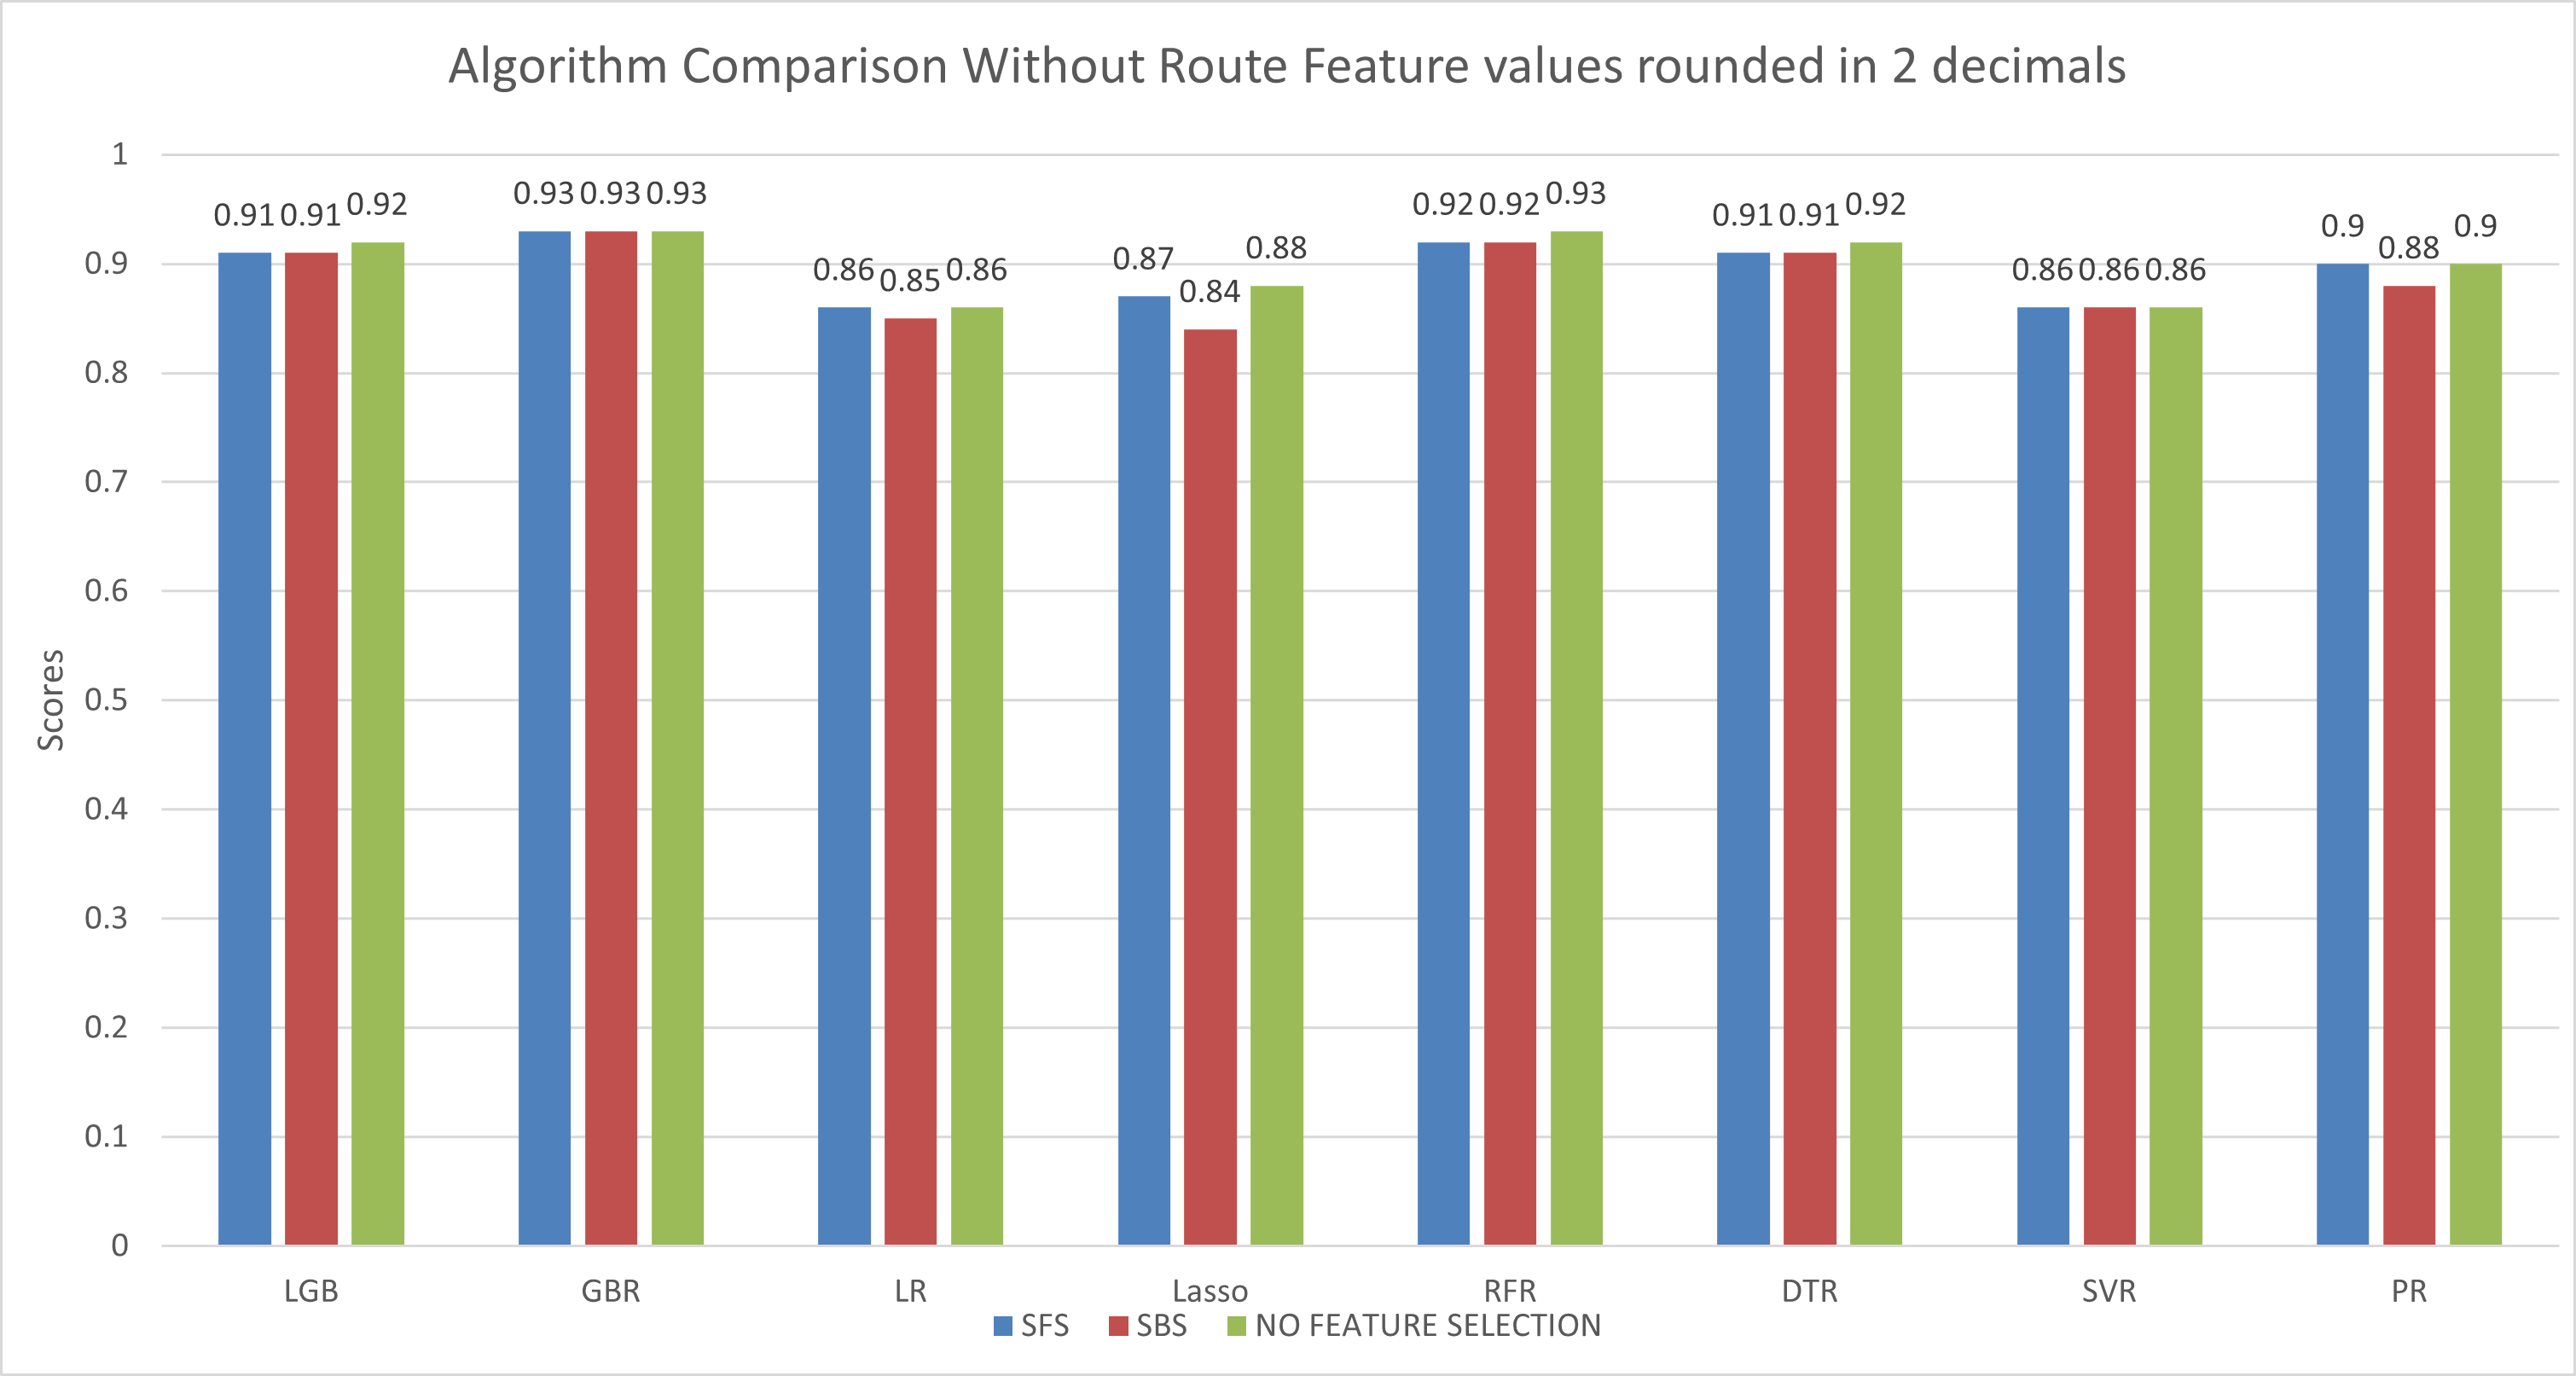 Algorithm Comparison Without Route Feature values rounded in 2 decimals
Scores
1
0.9
0.8
0.7
0.6
0.5
0.4
0.3
0.2
0.1
0
0.91 0.91 0.92
0.93 0.93 0.93
0.86 0.85 0.86
0.87 0.84 0.88
0.92 0.92 0.93
0.91 0.91 0.92
0.86 0.86 0.86
0.9 0.88 0.9
LGB GBR LR Lasso RFR DTR SVR PR
SFS SBS NO FEATURE SELECTION